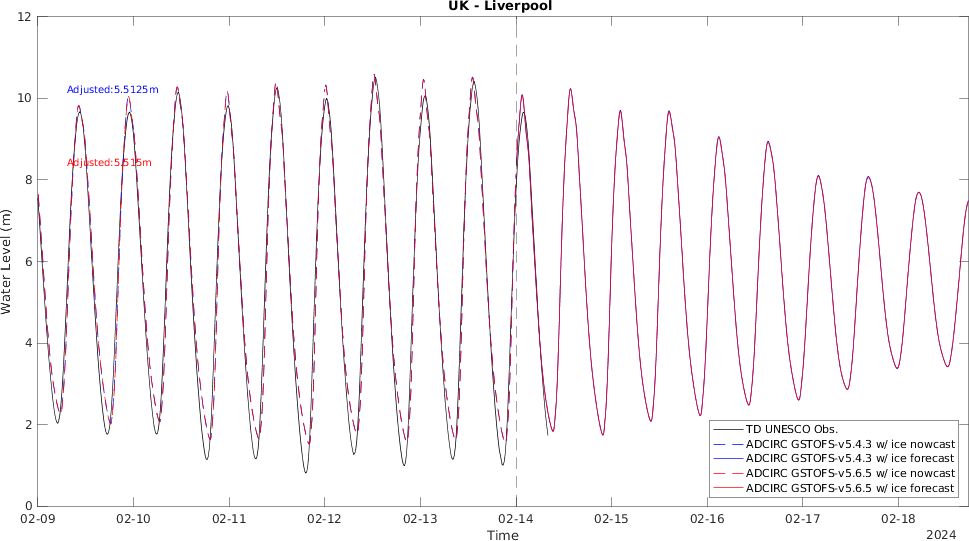 UK - Liverpool
12
10
8
6
4
2
0
Water Level (m)
Adjusted:5.5125m
Adjusted:5.515m
TD UNESCO Obs.
ADCIRC GSTOFS-v5.4.3 w/ ice nowcast
ADCIRC GSTOFS-v5.4.3 w/ ice forecast
ADCIRC GSTOFS-v5.6.5 w/ ice nowcast
ADCIRC GSTOFS-v5.6.5 w/ ice forecast
02-09 02-10 02-11 02-12 02-13 02-14 02-15 02-16 02-17 02-18
Time
2024